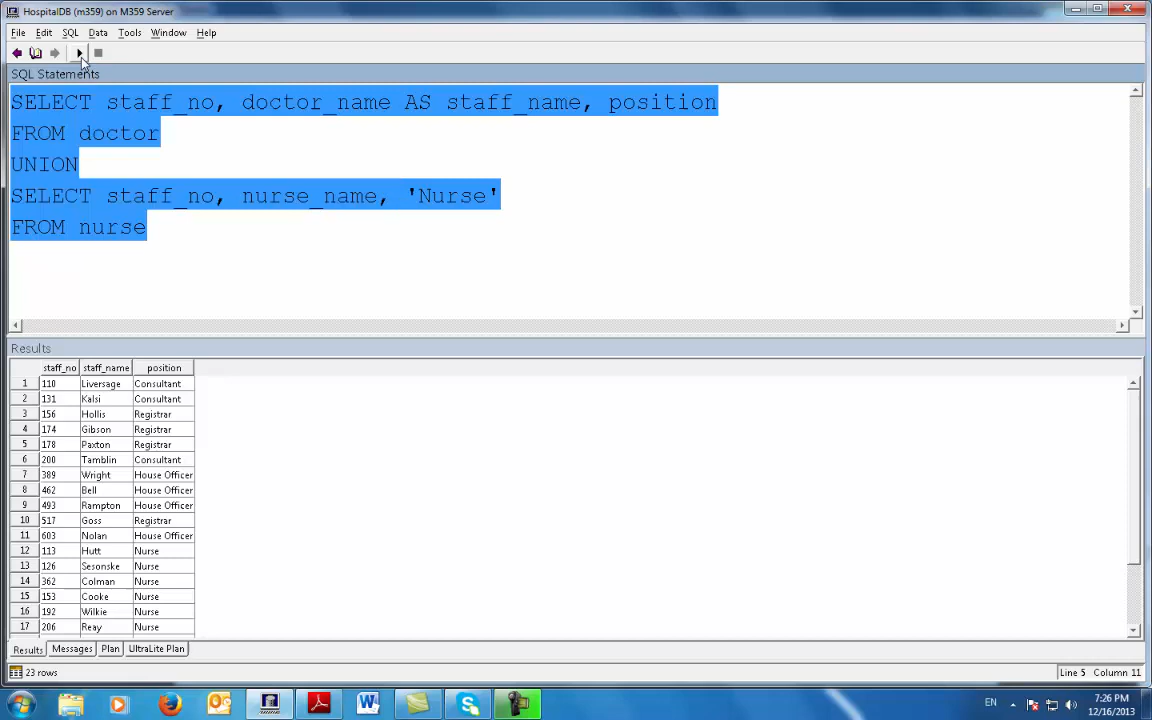 HospitalDB (m359) on M359 Server
File Edit SQL Data Tools Window Help
SQL Statements
SELECT staff_no, doctor_name AS staff_name, position
FROM doctor
UNION
SELECT staff_no, nurse_name, 'Nurse'
FROM nurse
Results
staff_no staff_name position
1 110 Liversage Consultant
2 131 Kalsi Consultant
3 156 Hollis Registrar
4 174 Gibson Registrar
5 178 Paxton Registrar
6 200 Tamblin Consultant
7 389 Wright House Officer
8 462 Bell House Officer
9 493 Rampton House Officer
10 517 Goss Registrar
11 603 Nolan House Officer
12 113 Hutt Nurse
13 126 Sesonske Nurse
14 362 Colman Nurse
15 153 Cooke Nurse
16 192 Wilkie Nurse
17 206 Reay Nurse
Results Messages Plan UltraLite Plan
23 rows Line 5 Column 11
EN 7:26 PM
12/16/2013